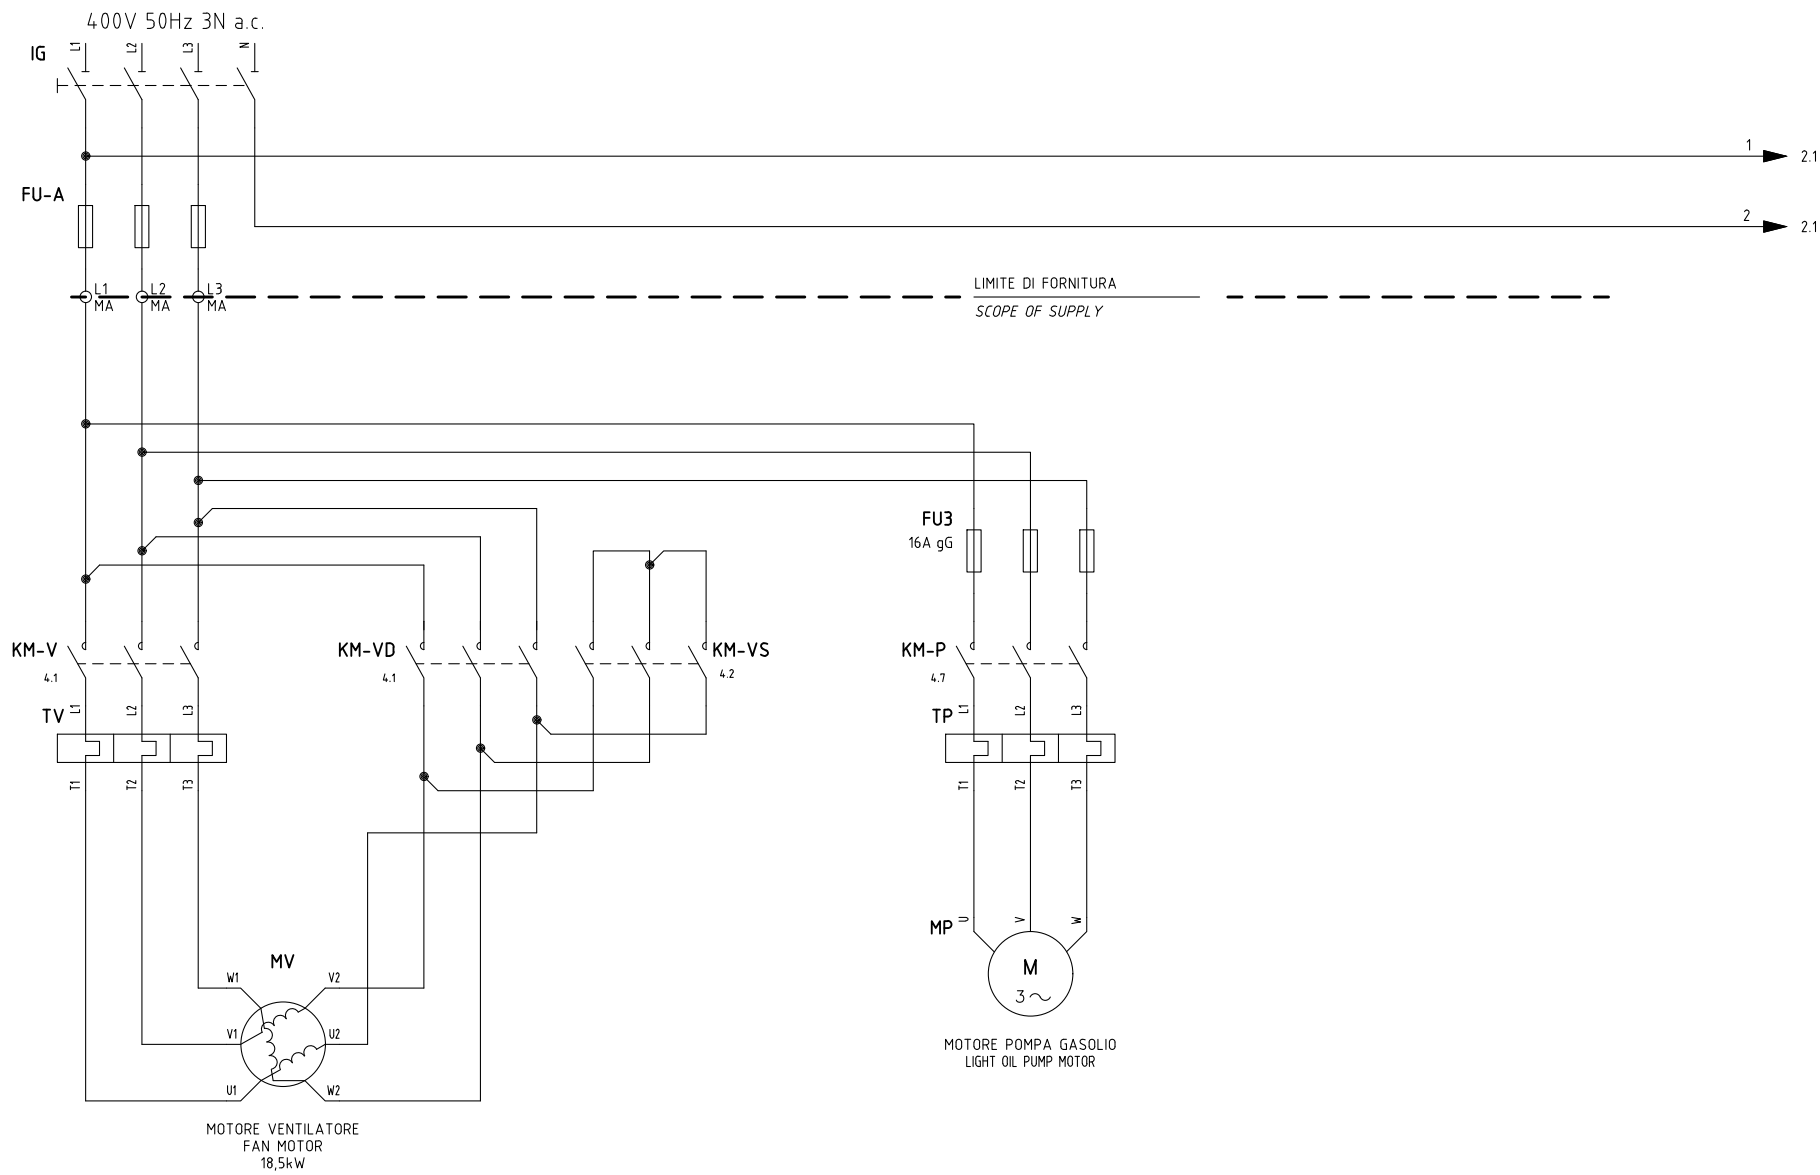 400V 50Hz 3N a.c.
IG
L1 L2 L3 N
1 2.1
FU-A
2 2.1
L1 L2 L3
MA MA MA
LIMITE DI FORNITURA
SCOPE OF SUPPLY
FU3
16A gG
KM-V KM-VD KM-VS KM-P
4.1 4.1 4.2 4.7
TV L1 L2 L3 TP L1 L2 L3
T1 T2 T3 T1 T2 T3
MP U V W
MV
W1 V2
M
3
V1 U2
U1 W2
MOTORE POMPA GASOLIO
LIGHT OIL PUMP MOTOR
MOTORE VENTILATORE
FAN MOTOR
18,5kW